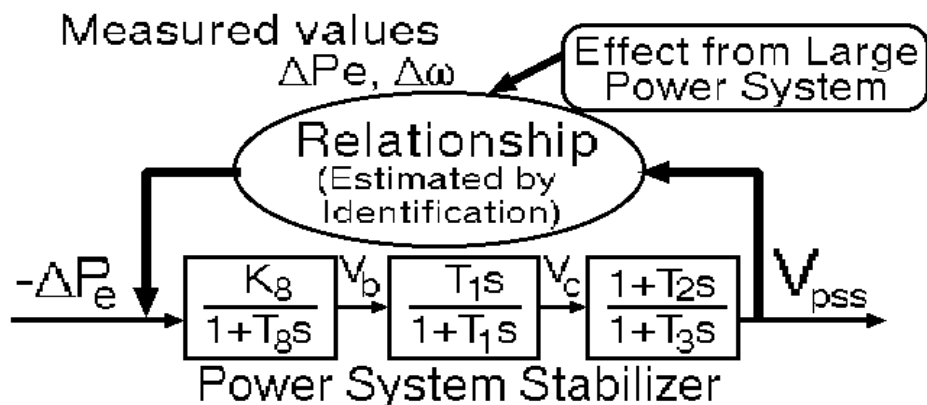 Measured values
ΔPe, Δω
Effect from Large
Power System
Relationship
(Estimated by
Identification)
-ΔPe
K8
1+T8s
Vb
T1s
1+T1s
Vc
1+T2s
1+T3s
Vpss
Power System Stabilizer